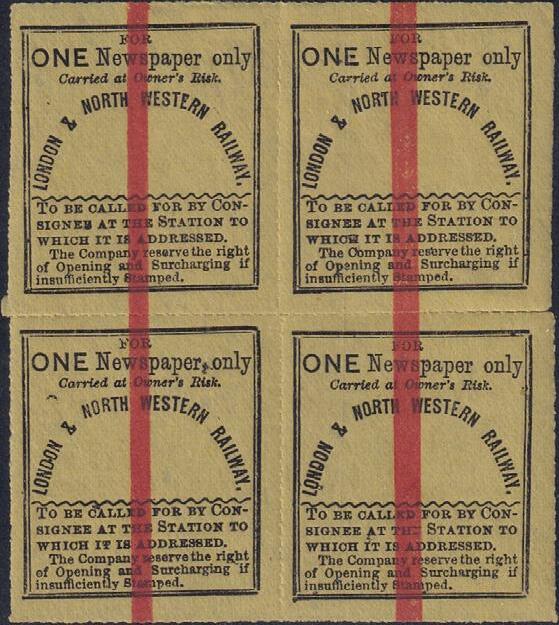 FOR
ONE Newspaper only
Carried at Owner's Risk.
LONDON & NORTH WESTERN RAILWAY.
TO BE CALLED FOR BY CON-
SIGNEE AT THE STATION TO
WHICH IT IS ADDRESSED.
The Company reserve the right
of Opening and Surcharging if
insufficiently Stamped.
FOR
ONE Newspaper only
Carried at Owner's Risk.
LONDON & NORTH WESTERN RAILWAY.
TO BE CALLED FOR BY CON-
SIGNEE AT THE STATION TO
WHICH IT IS ADDRESSED.
The Company reserve the right
of Opening and Surcharging if
insufficiently Stamped.
FOR
ONE Newspaper only
Carried at Owner's Risk.
LONDON & NORTH WESTERN RAILWAY.
TO BE CALLED FOR BY CON-
SIGNEE AT THE STATION TO
WHICH IT IS ADDRESSED.
The Company reserve the right
of Opening and Surcharging if
insufficiently Stamped.
FOR
ONE Newspaper only
Carried at Owner's Risk.
LONDON & NORTH WESTERN RAILWAY.
TO BE CALLED FOR BY CON-
SIGNEE AT THE STATION TO
WHICH IT IS ADDRESSED.
The Company reserve the right
of Opening and Surcharging if
insufficiently Stamped.